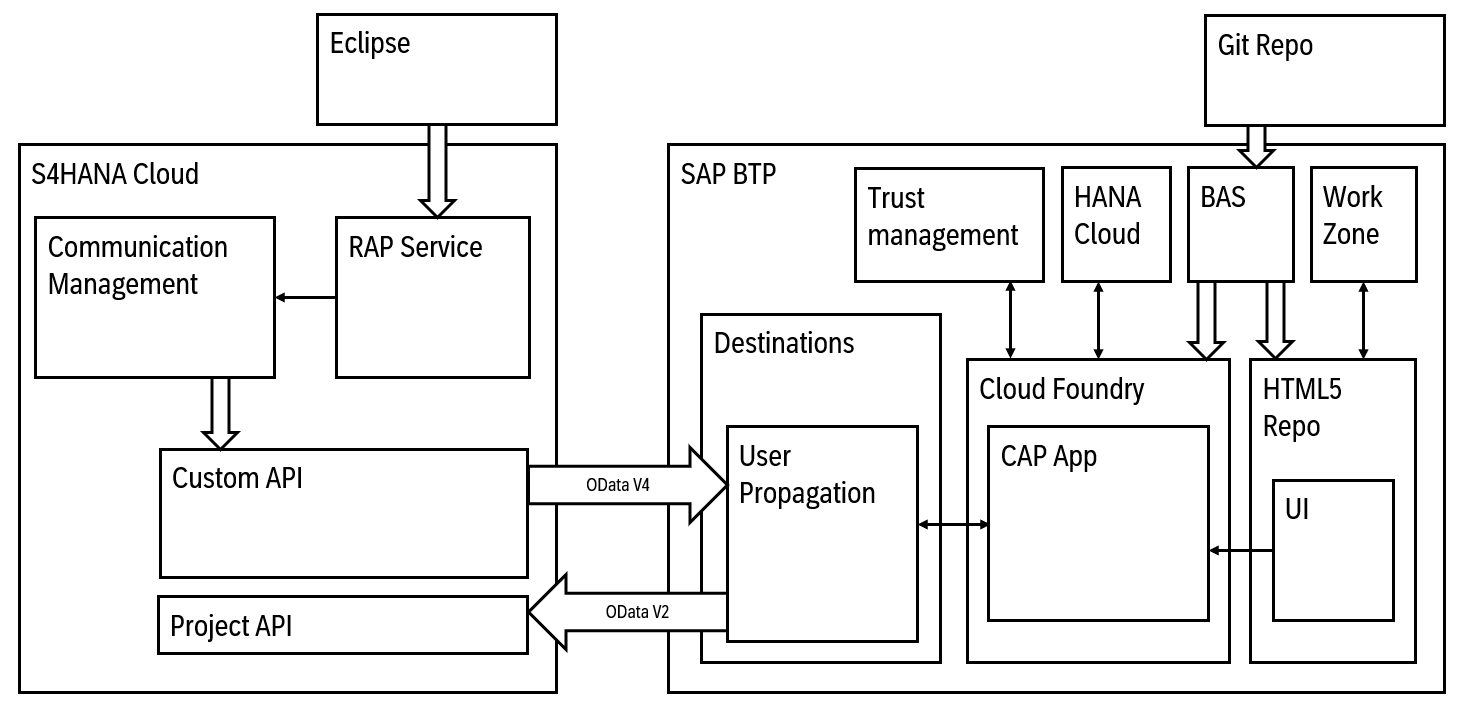 Eclipse
Git Repo
S4HANA Cloud
SAP BTP
Communication
Management
RAP Service
Trust
management
HANA
Cloud
BAS
Work
Zone
Destinations
Cloud Foundry
HTML5
Repo
Custom API
OData V4
User
Propagation
CAP App
UI
Project API
OData V2